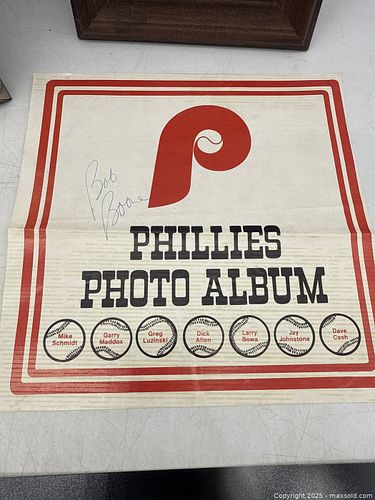 Bob
Boone
PHILLIES
PHOTO ALBUM
Mike
Schmidt
Garry
Maddox
Greg
Luzinski
Dick
Allen
Larry
Bowa
Jay
Johnstone
Dave
Cash
Copyright 2025 - maxsold.com